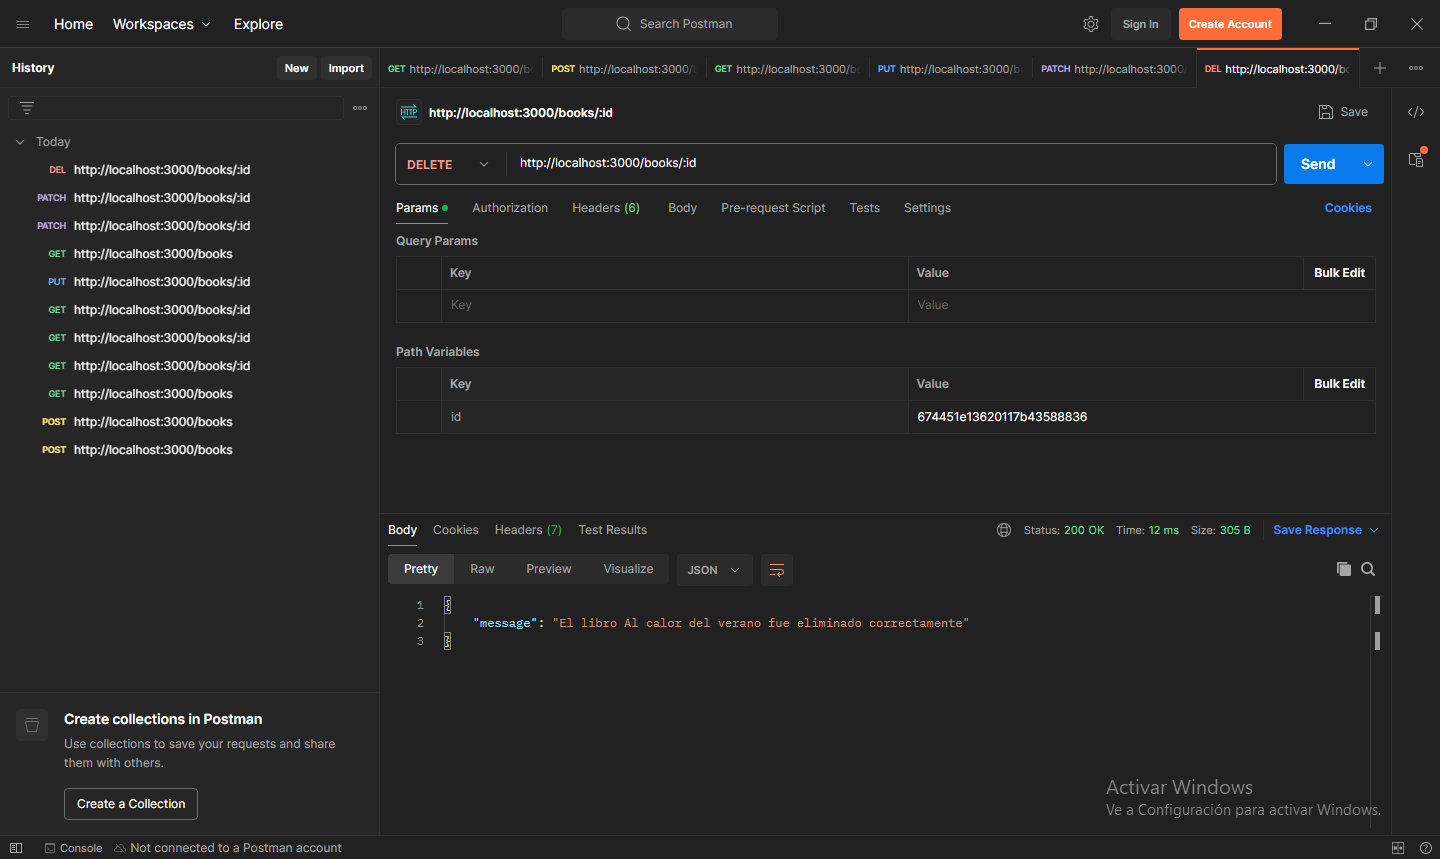 Home Workspaces Explore Search Postman Sign In Create Account
History New Import
GET http://localhost:3000/b POST http://localhost:3000/ GET http://localhost:3000/b PUT http://localhost:3000/b PATCH http://localhost:3000/ DEL http://localhost:3000/b
HTTP http://localhost:3000/books/:id Save
Today
DEL http://localhost:3000/books/:id
PATCH http://localhost:3000/books/:id
PATCH http://localhost:3000/books/:id
GET http://localhost:3000/books
PUT http://localhost:3000/books/:id
GET http://localhost:3000/books/:id
GET http://localhost:3000/books/:id
GET http://localhost:3000/books/:id
GET http://localhost:3000/books
POST http://localhost:3000/books
POST http://localhost:3000/books
DELETE http://localhost:3000/books/:id Send
Params Authorization Headers (6) Body Pre-request Script Tests Settings Cookies
Query Params
Key Value Bulk Edit
Key Value
Path Variables
Key Value Bulk Edit
id 674451e13620117b43588836
Body Cookies Headers (7) Test Results Status: 200 OK Time: 12 ms Size: 305 B Save Response
Pretty Raw Preview Visualize JSON
1 {
2 "message": "El libro Al calor del verano fue eliminado correctamente"
3 }
Create collections in Postman
Use collections to save your requests and share
them with others.
Create a Collection
Activar Windows
Ve a Configuración para activar Windows.
Console Not connected to a Postman account